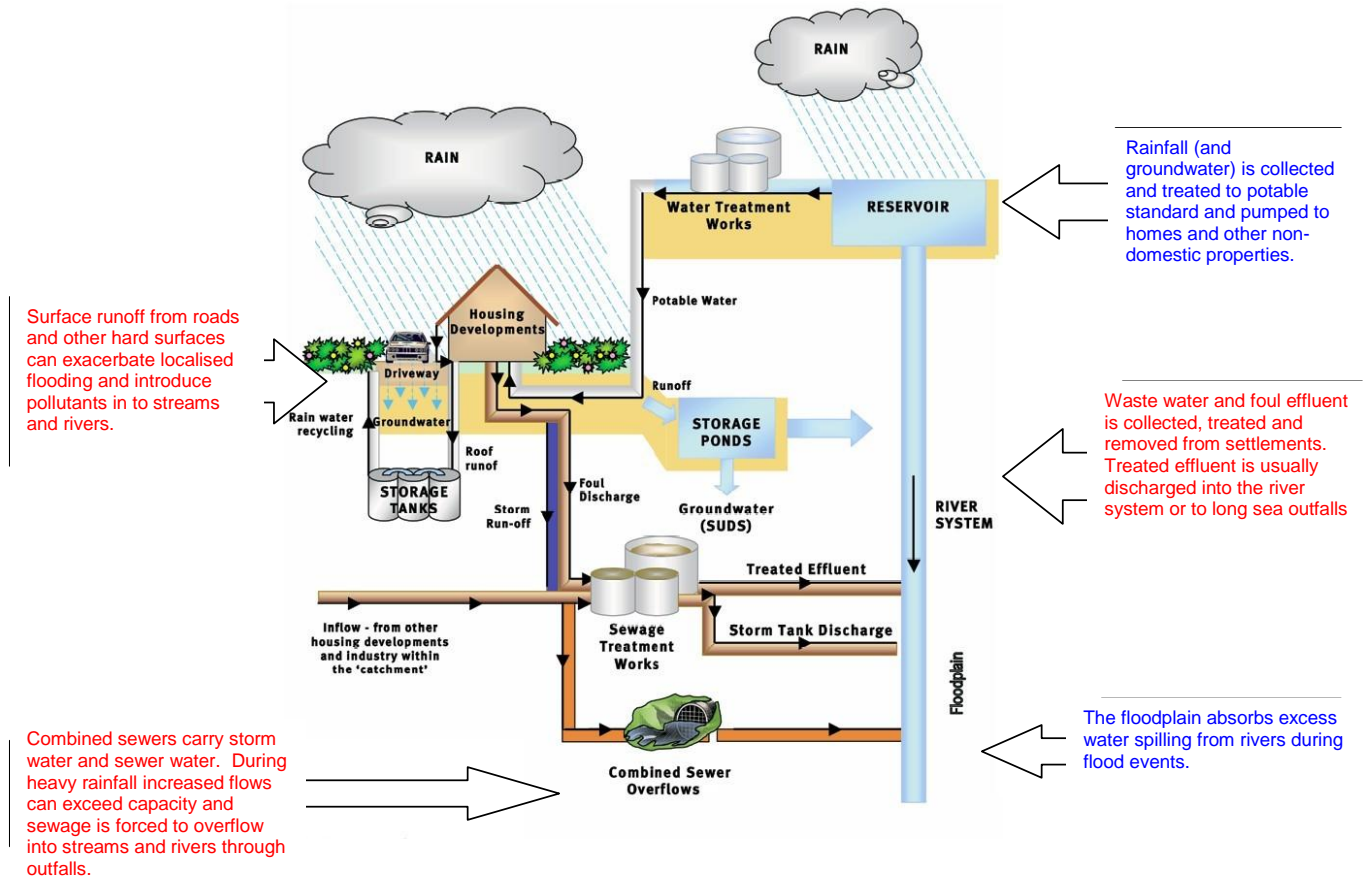 RAIN
RAIN
Rainfall (and
groundwater) is collected
and treated to potable
standard and pumped to
homes and other non-
domestic properties.
Water Treatment
Works
RESERVOIR
Potable Water
Surface runoff from roads
and other hard surfaces
can exacerbate localised
flooding and introduce
pollutants in to streams
and rivers.
Housing
Developments
Driveway
Groundwater
Rain water
recycling
Roof
runof
STORAGE
TANKS
Runoff
STORAGE
PONDS
Groundwater
(SUDS)
Foul
Discharge
Storm
Run-off
RIVER
SYSTEM
Waste water and foul effluent
is collected, treated and
removed from settlements.
Treated effluent is usually
discharged into the river
system or to long sea outfalls
Treated Effluent
Storm Tank Discharge
Sewage
Treatment
Works
Inflow - from other
housing developments
and industry within
the 'catchment'
Floodplain
The floodplain absorbs excess
water spilling from rivers during
flood events.
Combined sewers carry storm
water and sewer water. During
heavy rainfall increased flows
can exceed capacity and
sewage is forced to overflow
into streams and rivers through
outfalls.
Combined Sewer
Overflows